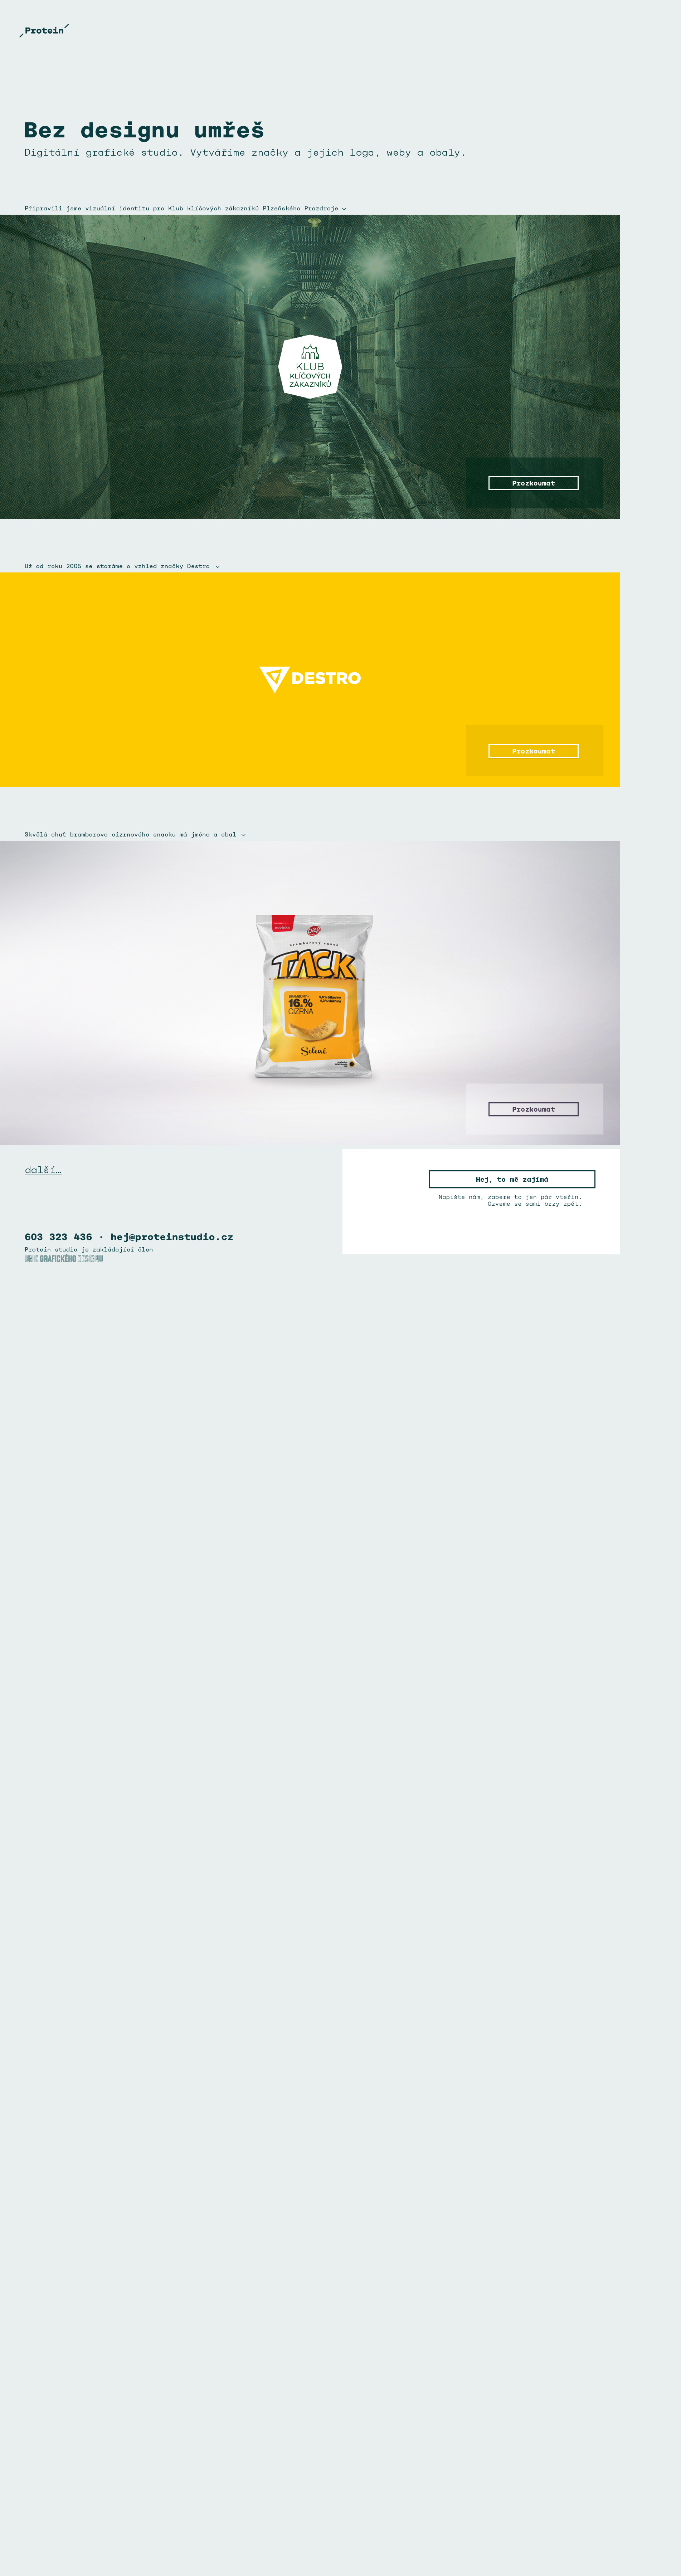 Protein
Bez designu umřeš
Digitální grafické studio. Vytváříme značky a jejich loga, weby a obaly.
Připravili jsme vizuální identitu pro Klub klíčových zákazníků Plzeňského Prazdroje
KLUB
KLÍČOVÝCH
ZÁKAZNÍKŮ
Prozkoumat
Už od roku 2005 se staráme o vzhled značky Destro
DESTRO
Prozkoumat
Skvělá chuť bramborovo cizrnového snacku má jméno a obal
bramborový snack
TACK
16.%
CIZRNA
Solené
Prozkoumat
další…
Hej, to mě zajímá
Napište nám, zabere to jen pár vteřin.
Ozveme se sami brzy zpět.
603 323 436 · hej@proteinstudio.cz
Protein studio je zakládající člen
UNIE GRAFICKÉHO DESIGNU